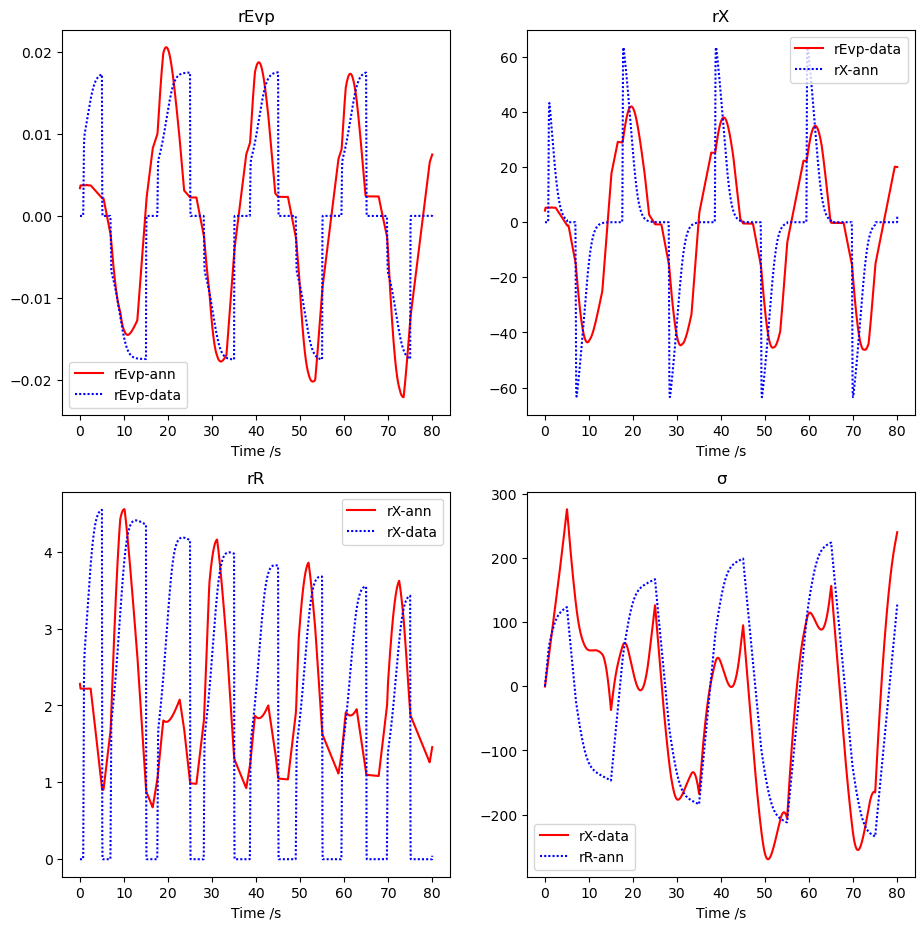 rEvp
0.02
0.01
0.00
−0.01
−0.02
rEvp-ann
rEvp-data
0 10 20 30 40 50 60 70 80
Time /s
rX
60
40
20
0
−20
−40
−60
rEvp-data
rX-ann
0 10 20 30 40 50 60 70 80
Time /s
rR
4
3
2
1
0
rX-ann
rX-data
0 10 20 30 40 50 60 70 80
Time /s
σ
300
200
100
0
−100
−200
rX-data
rR-ann
0 10 20 30 40 50 60 70 80
Time /s